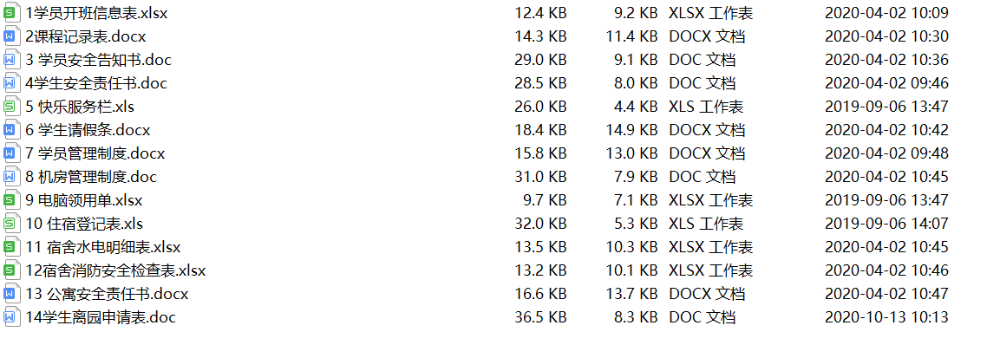 1学员开班信息表.xlsx 12.4 KB 9.2 KB XLSX 工作表 2020-04-02 10:09
2课程记录表.docx 14.3 KB 11.4 KB DOCX 文档 2020-04-02 10:30
3 学员安全告知书.doc 29.0 KB 9.1 KB DOC 文档 2020-04-02 10:36
4学生安全责任书.doc 28.5 KB 8.0 KB DOC 文档 2020-04-02 09:46
5 快乐服务栏.xls 26.0 KB 4.4 KB XLS 工作表 2019-09-06 13:47
6 学生请假条.docx 18.4 KB 14.9 KB DOCX 文档 2020-04-02 10:42
7 学员管理制度.docx 15.8 KB 13.0 KB DOCX 文档 2020-04-02 09:48
8 机房管理制度.doc 31.0 KB 7.9 KB DOC 文档 2020-04-02 10:45
9 电脑领用单.xlsx 9.7 KB 7.1 KB XLSX 工作表 2019-09-06 13:47
10 住宿登记表.xls 32.0 KB 5.3 KB XLS 工作表 2019-09-06 14:07
11 宿舍水电明细表.xlsx 13.5 KB 10.3 KB XLSX 工作表 2020-04-02 10:45
12宿舍消防安全检查表.xlsx 13.2 KB 10.1 KB XLSX 工作表 2020-04-02 10:46
13 公寓安全责任书.docx 16.6 KB 13.7 KB DOCX 文档 2020-04-02 10:47
14学生离园申请表.doc 36.5 KB 8.3 KB DOC 文档 2020-10-13 10:13